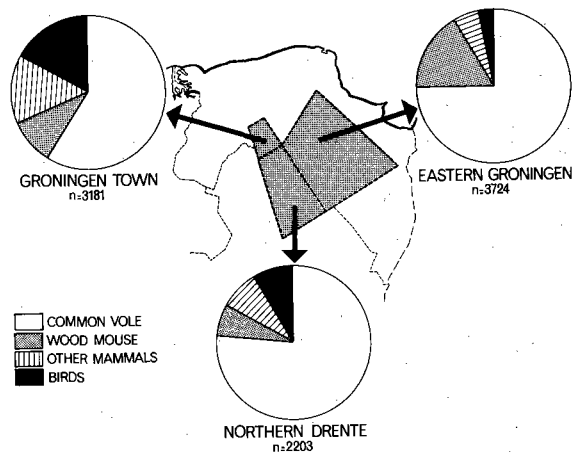 GRONINGEN TOWN
n=3181
EASTERN GRONINGEN
n=3724
COMMON VOLE
WOOD MOUSE
OTHER MAMMALS
BIRDS
NORTHERN DRENTE
n=2203